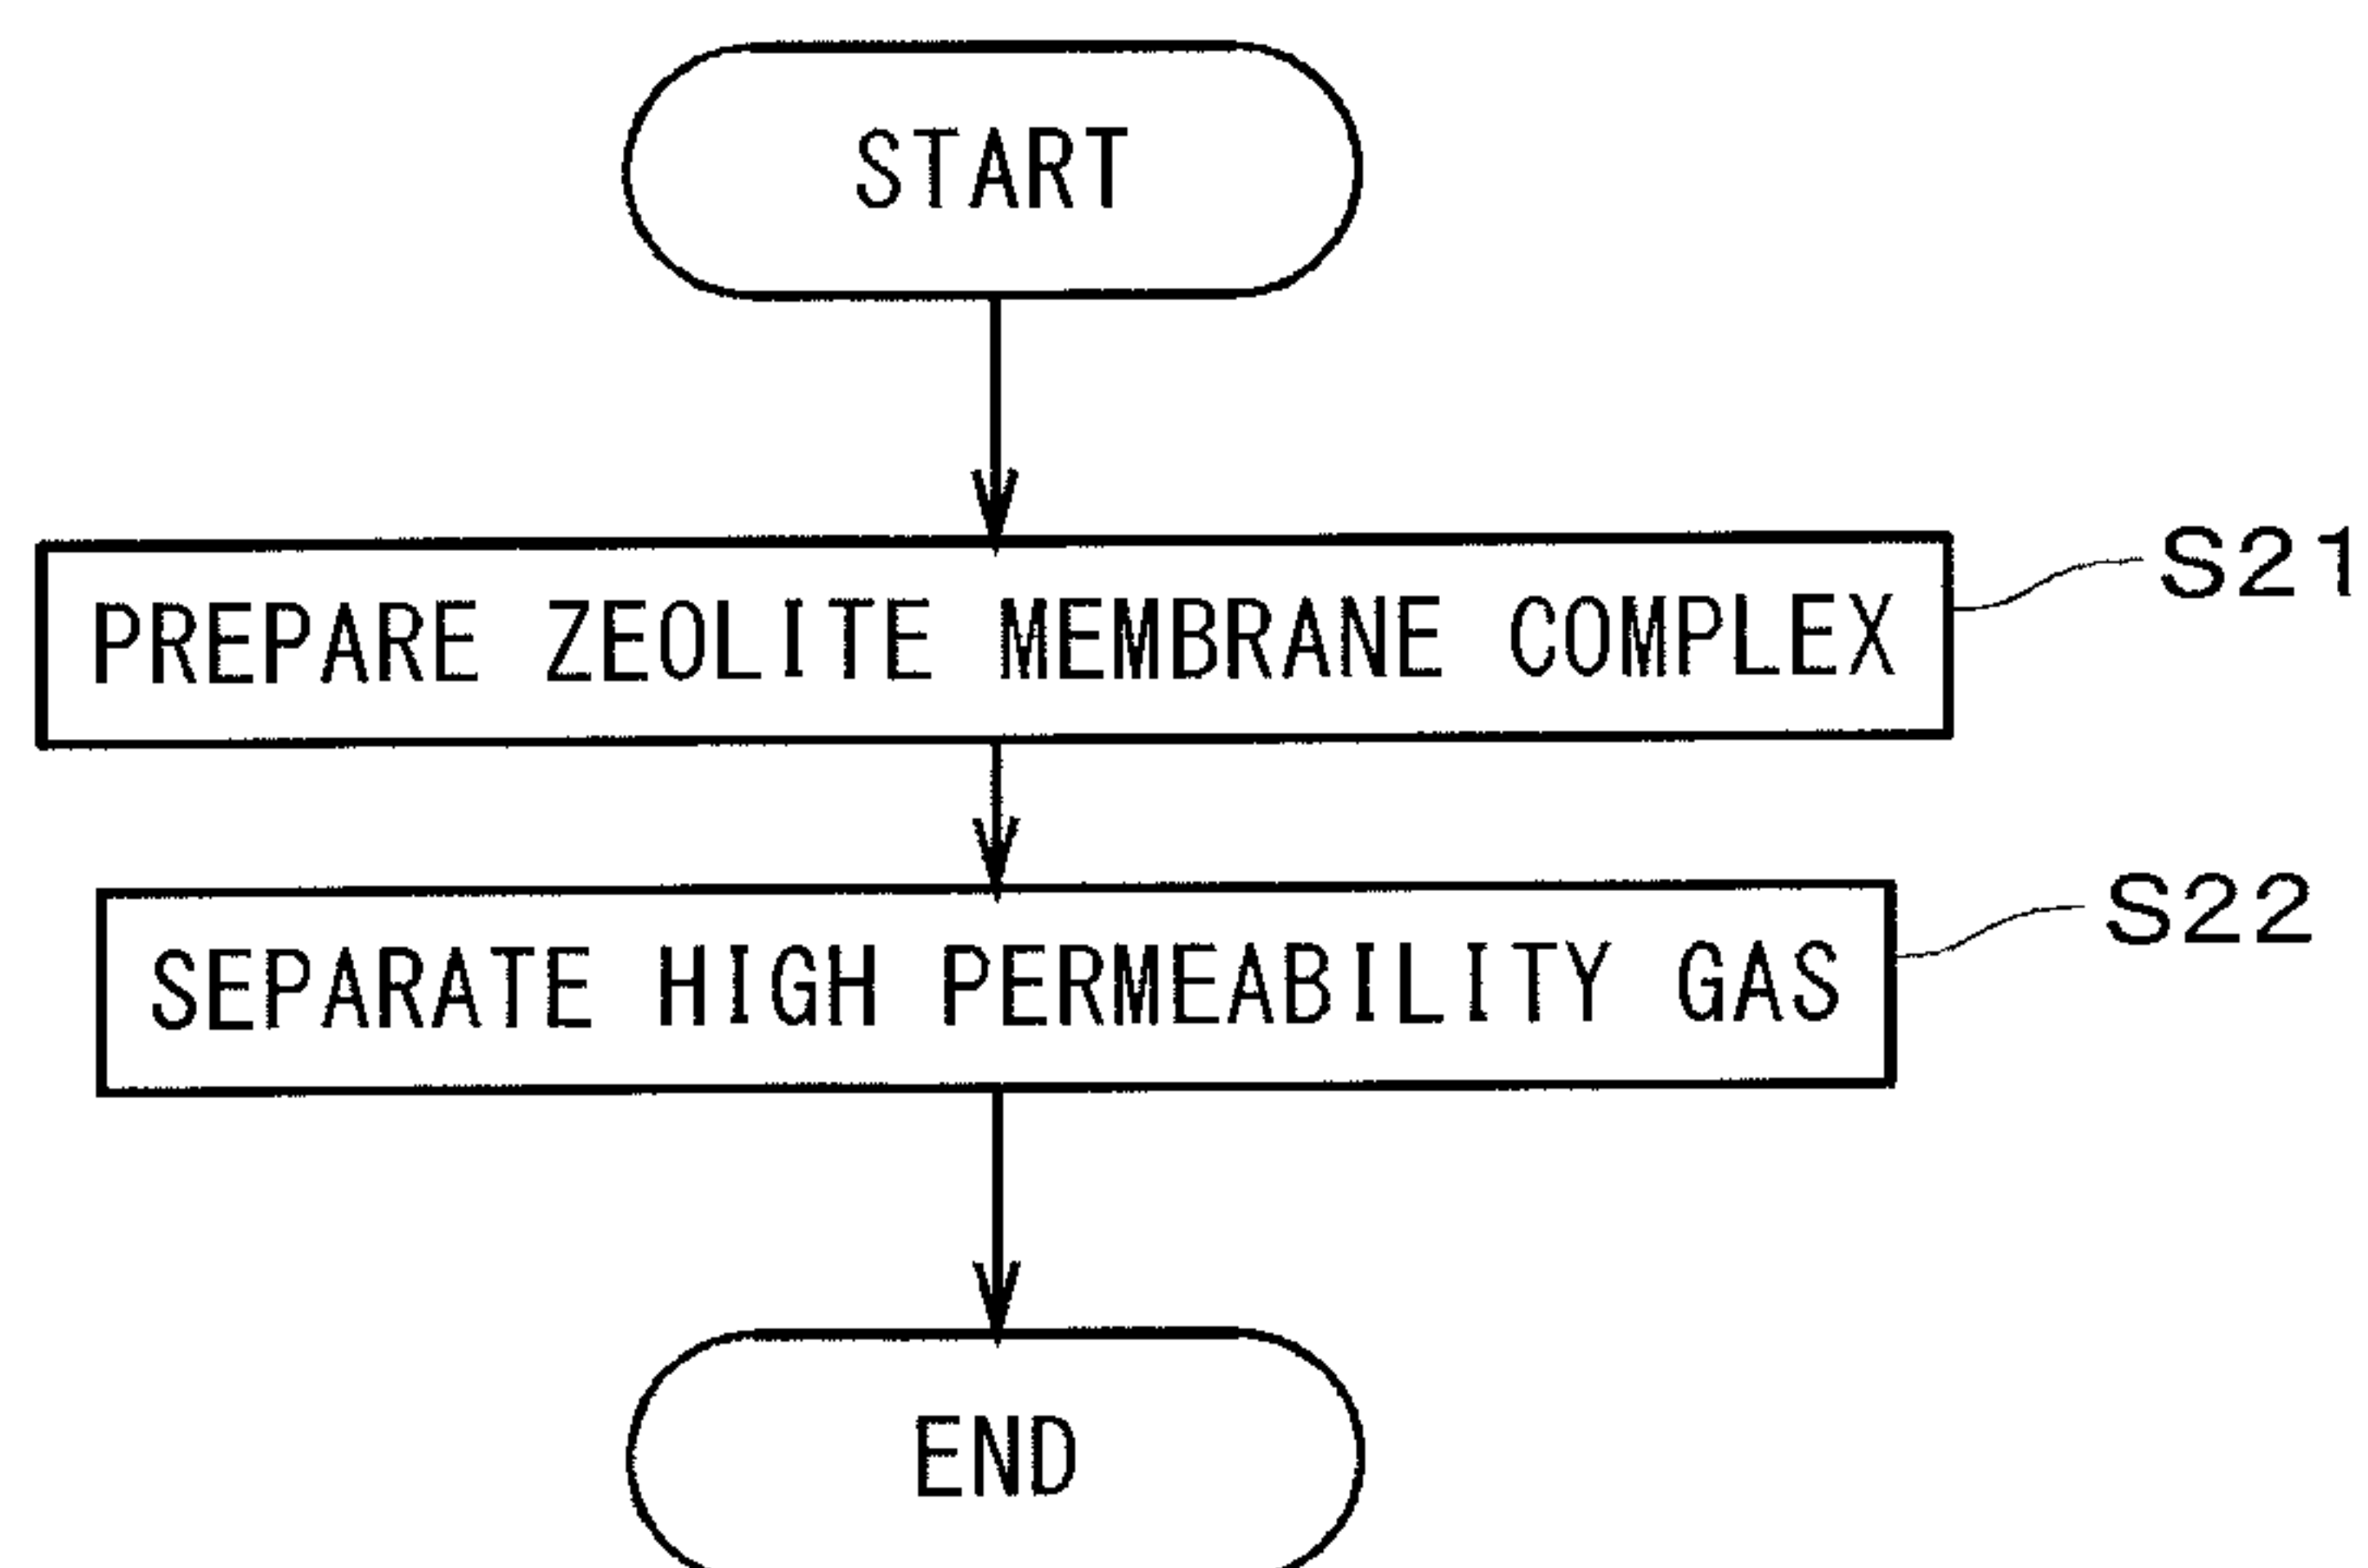 START
PREPARE ZEOLITE MEMBRANE COMPLEX
S21
SEPARATE HIGH PERMEABILITY GAS
S22
END